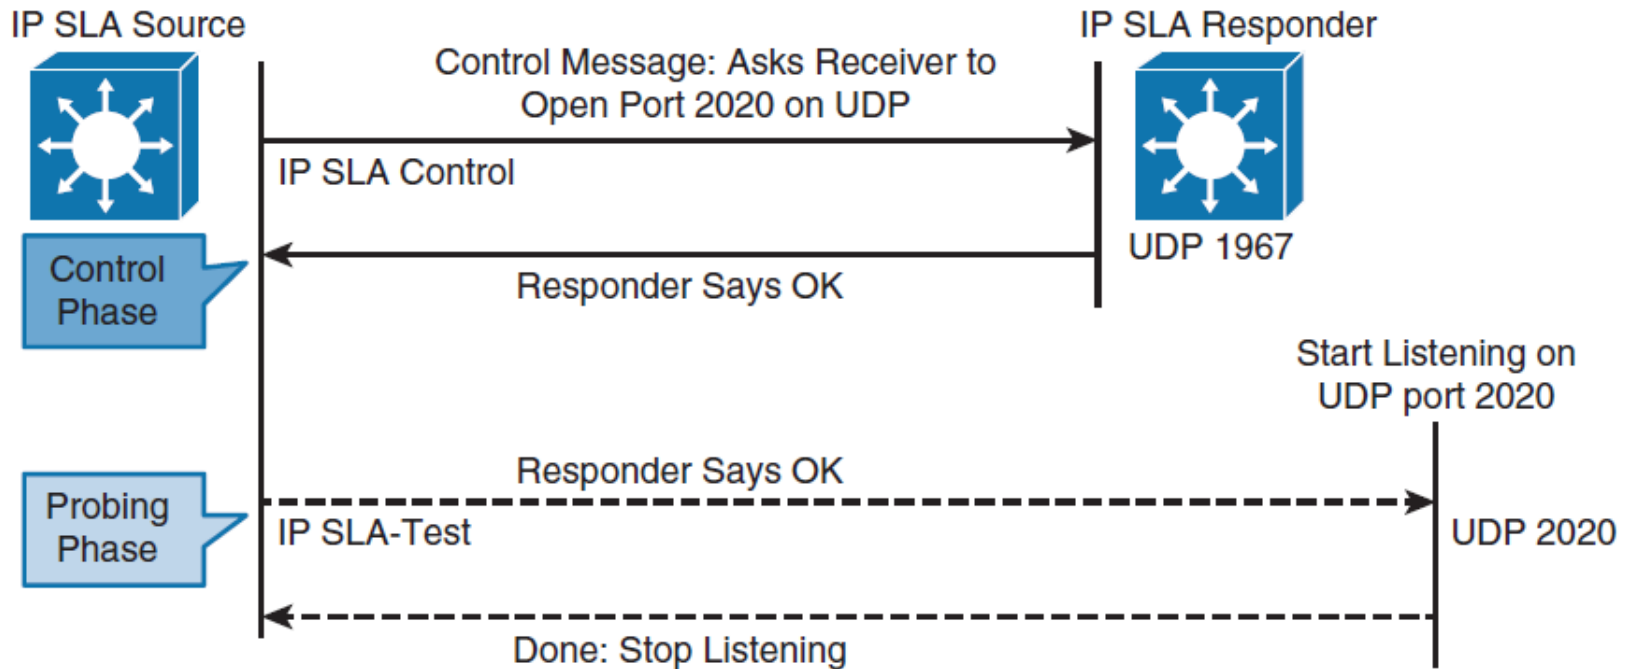 IP SLA Source
IP SLA Responder
Control Message: Asks Receiver to
Open Port 2020 on UDP
IP SLA Control
UDP 1967
Control
Phase
Responder Says OK
Start Listening on
UDP port 2020
Responder Says OK
Probing
Phase
IP SLA-Test
UDP 2020
Done: Stop Listening